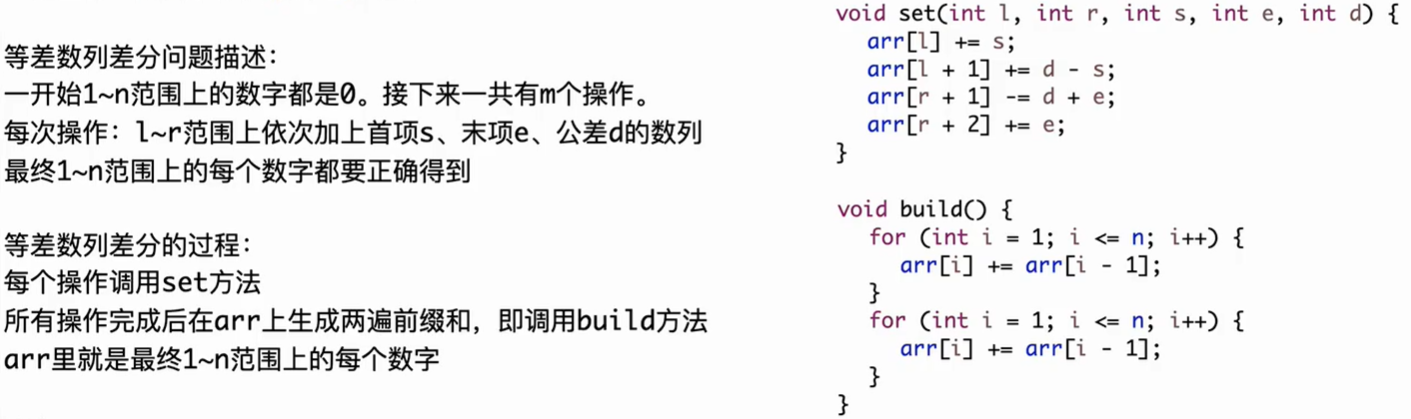 等差数列差分问题描述：
一开始1~n范围上的数字都是0。接下来一共有m个操作。
每次操作：l~r范围上依次加上首项s、末项e、公差d的数列
最终1~n范围上的每个数字都要正确得到
等差数列差分的过程：
每个操作调用set方法
所有操作完成后在arr上生成两遍前缀和，即调用build方法
arr里就是最终1~n范围上的每个数字
void set(int l, int r, int s, int e, int d) {
arr[l] += s;
arr[l + 1] += d - s;
arr[r + 1] -= d + e;
arr[r + 2] += e;
}
void build() {
for (int i = 1; i <= n; i++) {
arr[i] += arr[i - 1];
}
for (int i = 1; i <= n; i++) {
arr[i] += arr[i - 1];
}
}